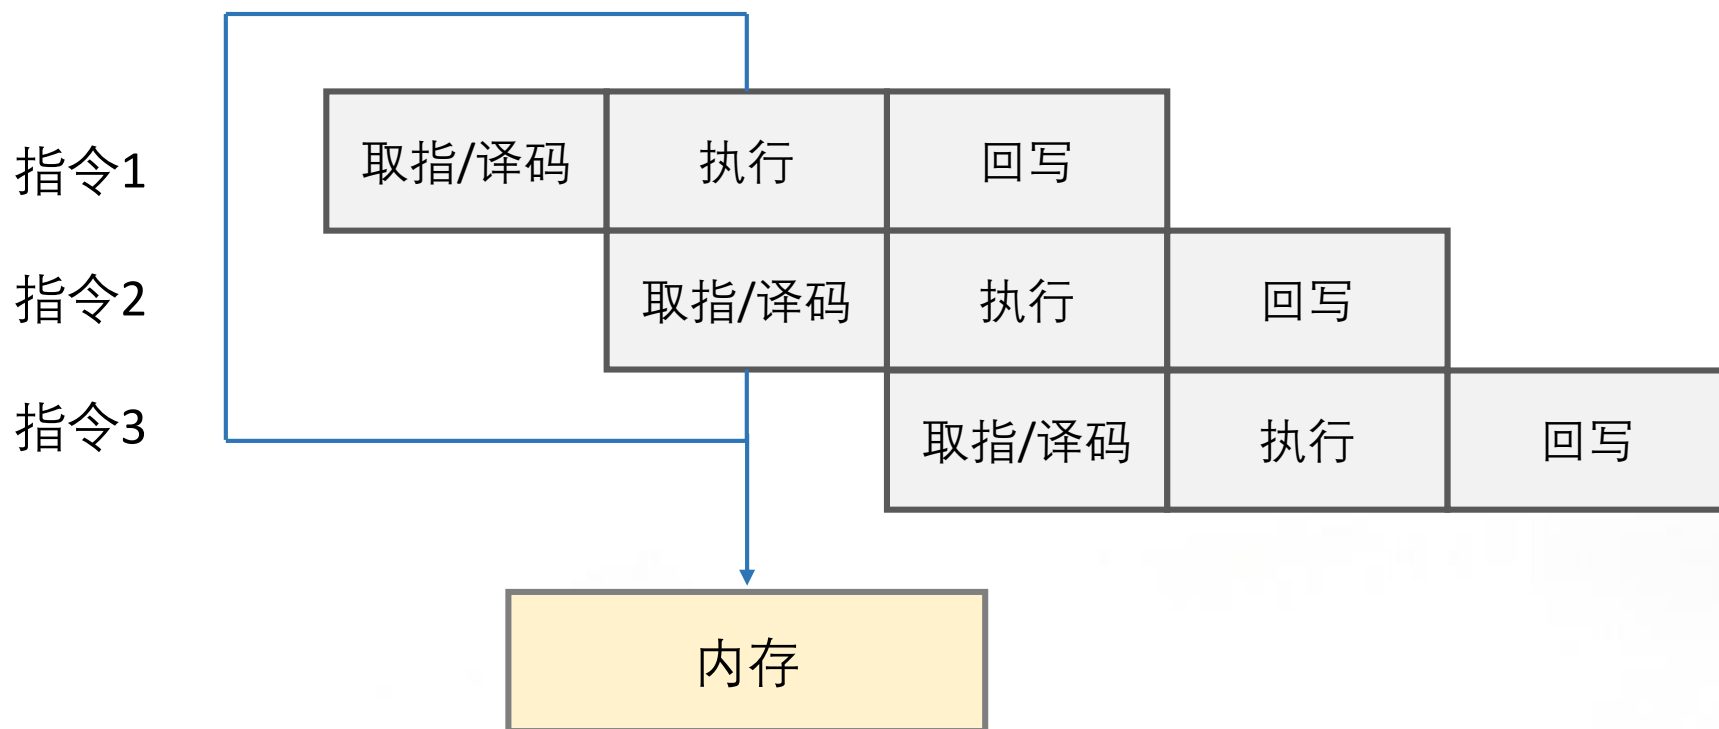 指令1 取指/译码 执行 回写
指令2 取指/译码 执行 回写
指令3 取指/译码 执行 回写
内存